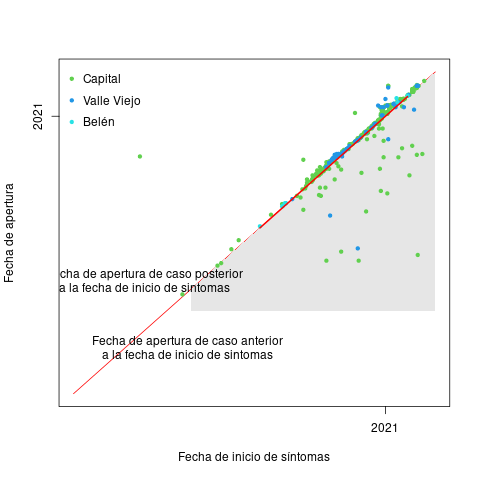 Capital
Valle Viejo
Belén
2021
Fecha de apertura
cha de apertura de caso posterior
a la fecha de inicio de sintomas
Fecha de apertura de caso anterior
a la fecha de inicio de sintomas
2021
Fecha de inicio de síntomas